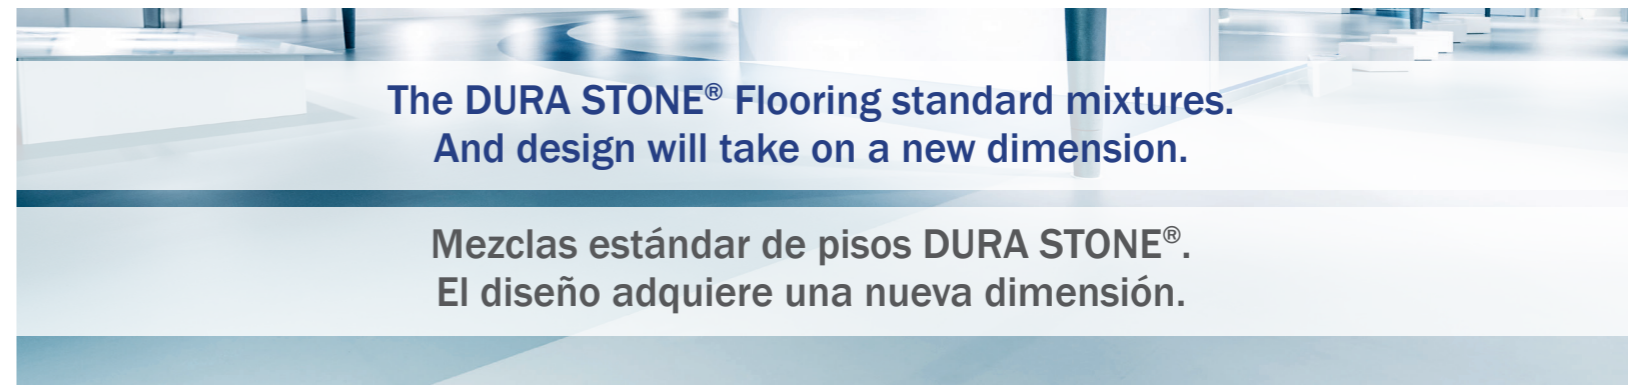 The DURA STONE® Flooring standard mixtures.
And design will take on a new dimension.
Mezclas estándar de pisos DURA STONE®.
El diseño adquiere una nueva dimensión.